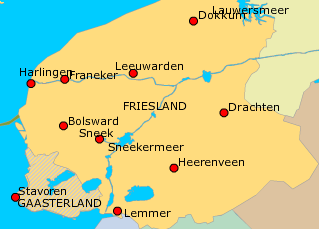 Lauwersmeer
Dokkum
Leeuwarden
Harlingen
Franeker
FRIESLAND
Drachten
Bolsward
Sneek
Sneekermeer
Heerenveen
Stavoren
GAASTERLAND
Lemmer